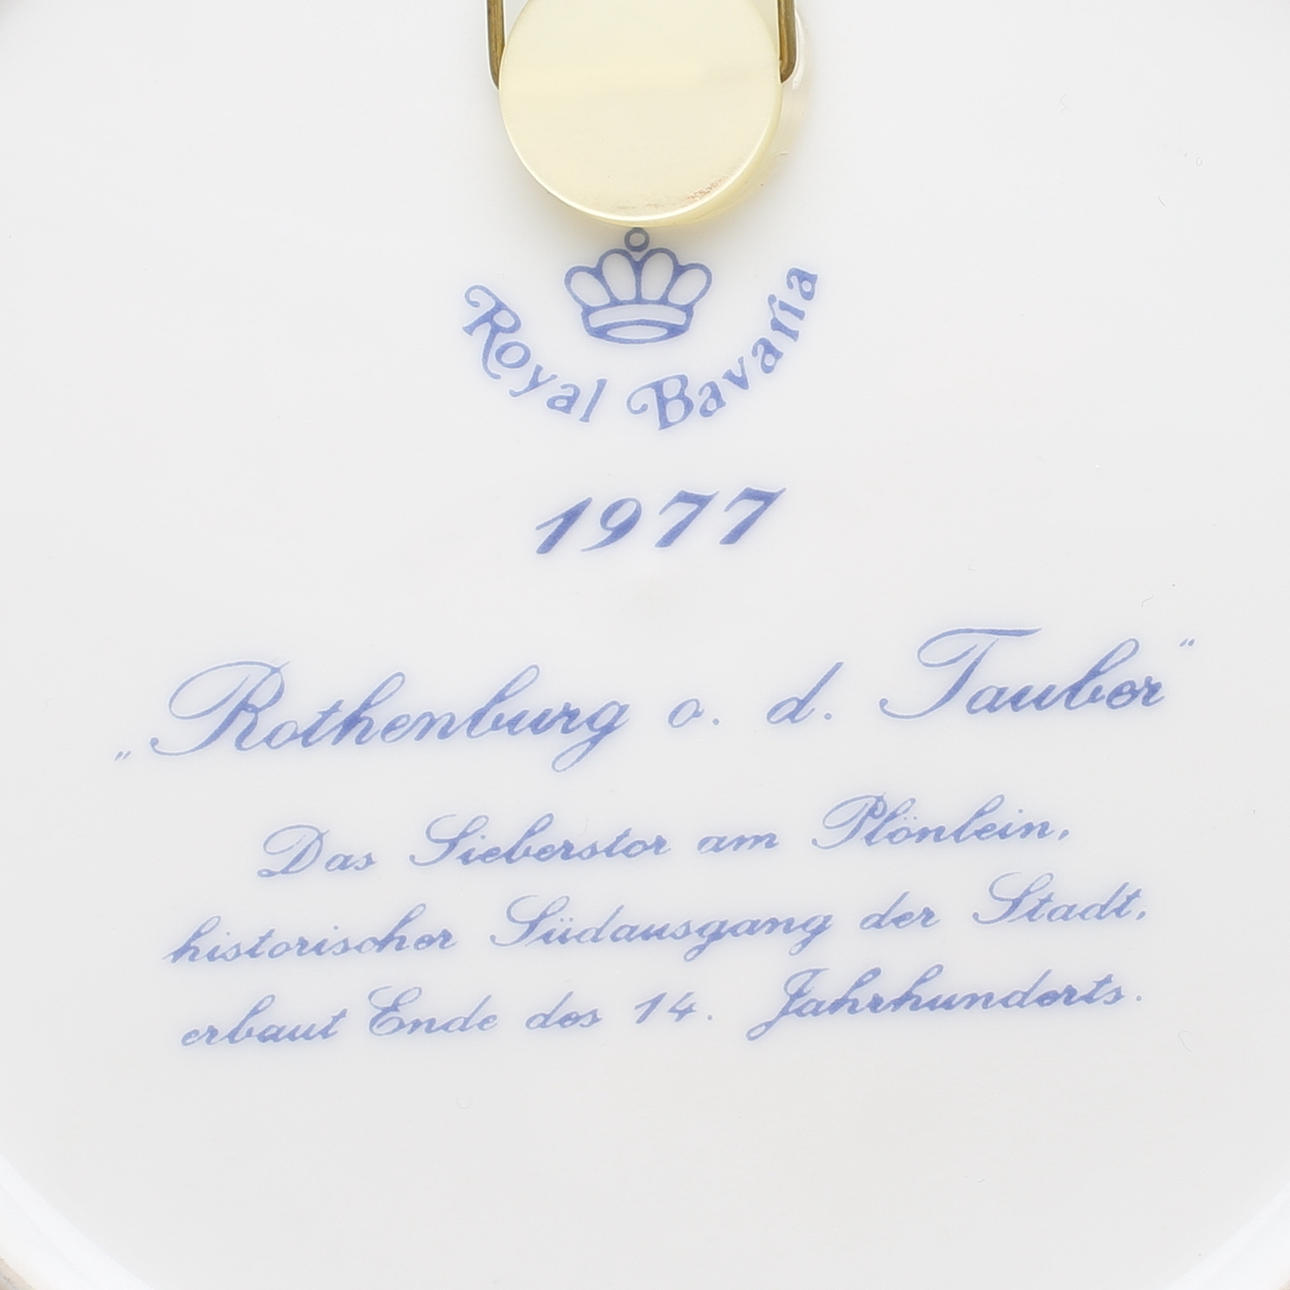 Royal Bavaria
1977
„Rothenburg o. d. Tauber“
Das Sieberstor am Plönlein,
historischer Südausgang der Stadt,
erbaut Ende des 14. Jahrhunderts.